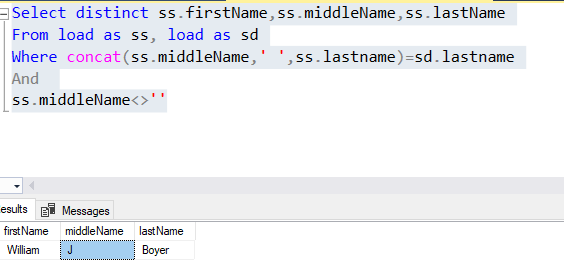 Select distinct ss.firstName,ss.middleName,ss.lastName
From load as ss, load as sd
Where concat(ss.middleName,' ',ss.lastname)=sd.lastname
And
ss.middleName<>''
esults Messages
firstName middleName lastName
William J Boyer